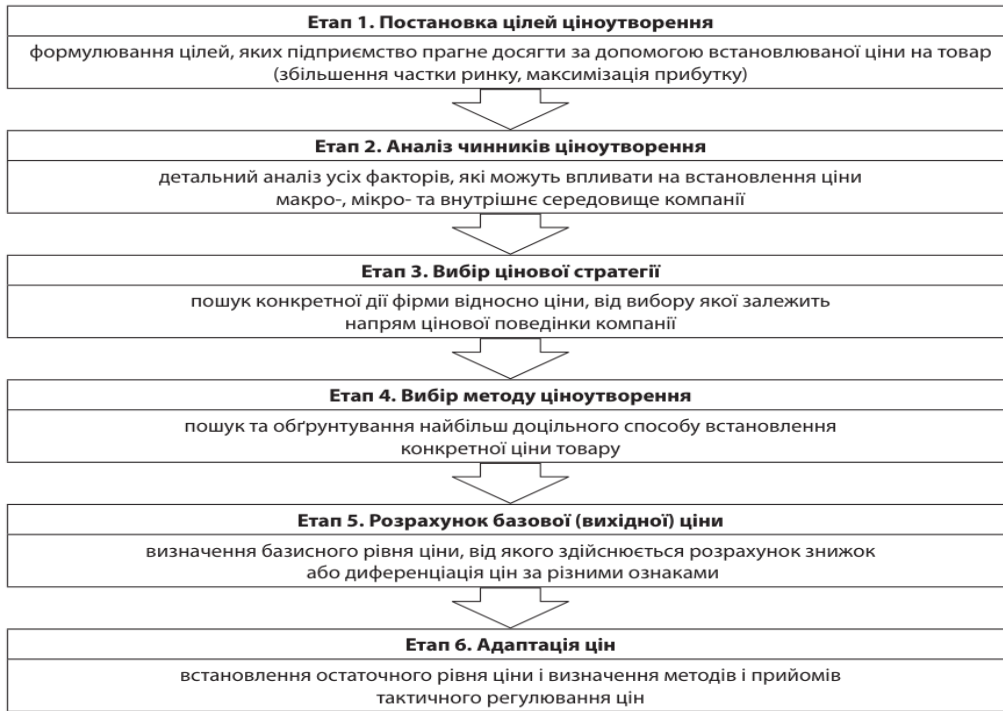 Етап 1. Постановка цілей ціноутворення
формулювання цілей, яких підприємство прагне досягти за допомогою встановлюваної ціни на товар
(збільшення частки ринку, максимізація прибутку)
Етап 2. Аналіз чинників ціноутворення
детальний аналіз усіх факторів, які можуть впливати на встановлення ціни
макро-, мікро- та внутрішнє середовище компанії
Етап 3. Вибір цінової стратегії
пошук конкретної дії фірми відносно ціни, від вибору якої залежить
напрям цінової поведінки компанії
Етап 4. Вибір методу ціноутворення
пошук та обґрунтування найбільш доцільного способу встановлення
конкретної ціни товару
Етап 5. Розрахунок базової (вихідної) ціни
визначення базисного рівня ціни, від якого здійснюється розрахунок знижок
або диференціація цін за різними ознаками
Етап 6. Адаптація цін
встановлення остаточного рівня ціни і визначення методів і прийомів
тактичного регулювання цін